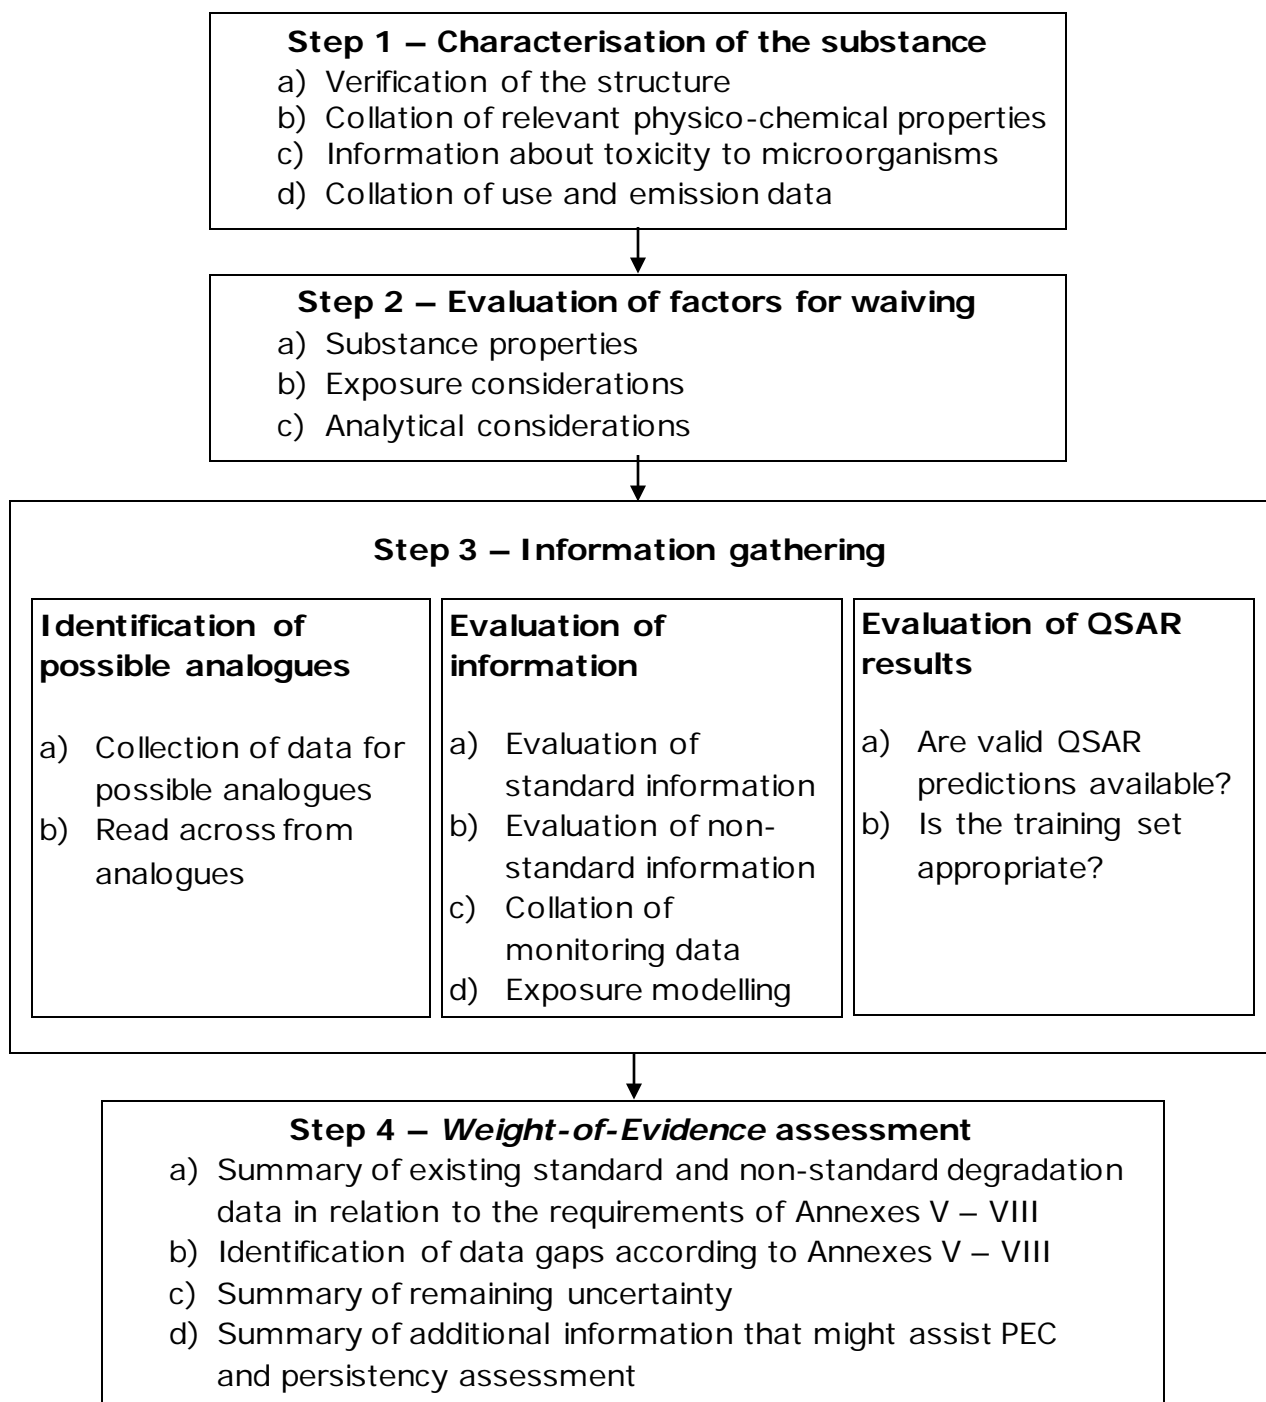 Step 1 – Characterisation of the substance
a) Verification of the structure
b) Collation of relevant physico-chemical properties
c) Information about toxicity to microorganisms
d) Collation of use and emission data
Step 2 – Evaluation of factors for waiving
a) Substance properties
b) Exposure considerations
c) Analytical considerations
Step 3 – Information gathering
Identification of
possible analogues
a) Collection of data for
possible analogues
b) Read across from
analogues
Evaluation of
information
a) Evaluation of
standard information
b) Evaluation of non-
standard information
c) Collation of
monitoring data
d) Exposure modelling
Evaluation of QSAR
results
a) Are valid QSAR
predictions available?
b) Is the training set
appropriate?
Step 4 – Weight-of-Evidence assessment
a) Summary of existing standard and non-standard degradation
data in relation to the requirements of Annexes V – VIII
b) Identification of data gaps according to Annexes V – VIII
c) Summary of remaining uncertainty
d) Summary of additional information that might assist PEC
and persistency assessment